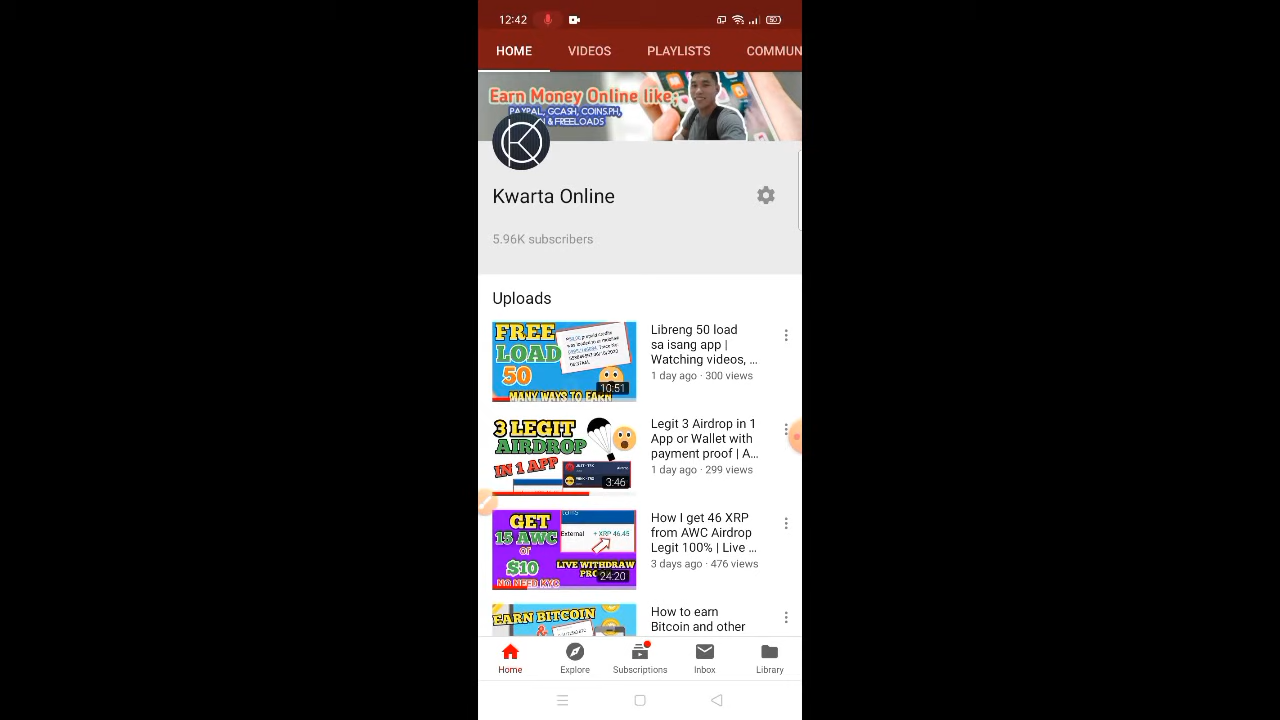 12:42
50
HOME VIDEOS PLAYLISTS COMMUN
Earn Money Online like;
PAYPAL, GCASH, COINS.PH,
& FREELOADS
Kwarta Online
5.96K subscribers
Uploads
FREE
LOAD
50
MANY WAYS TO EARN
10:51
Libreng 50 load
sa isang app |
Watching videos, ...
1 day ago · 300 views
3 LEGIT
AIRDROP
IN 1 APP
3:46
Legit 3 Airdrop in 1
App or Wallet with
payment proof | A...
1 day ago · 299 views
GET
15 AWC
or
$10
NO NEED KYC
External + XRP 46.45
LIVE WITHDRAW
24:20
How I get 46 XRP
from AWC Airdrop
Legit 100% | Live ...
3 days ago · 476 views
EARN BITCOIN
&
How to earn
Bitcoin and other
Home Explore Subscriptions Inbox Library